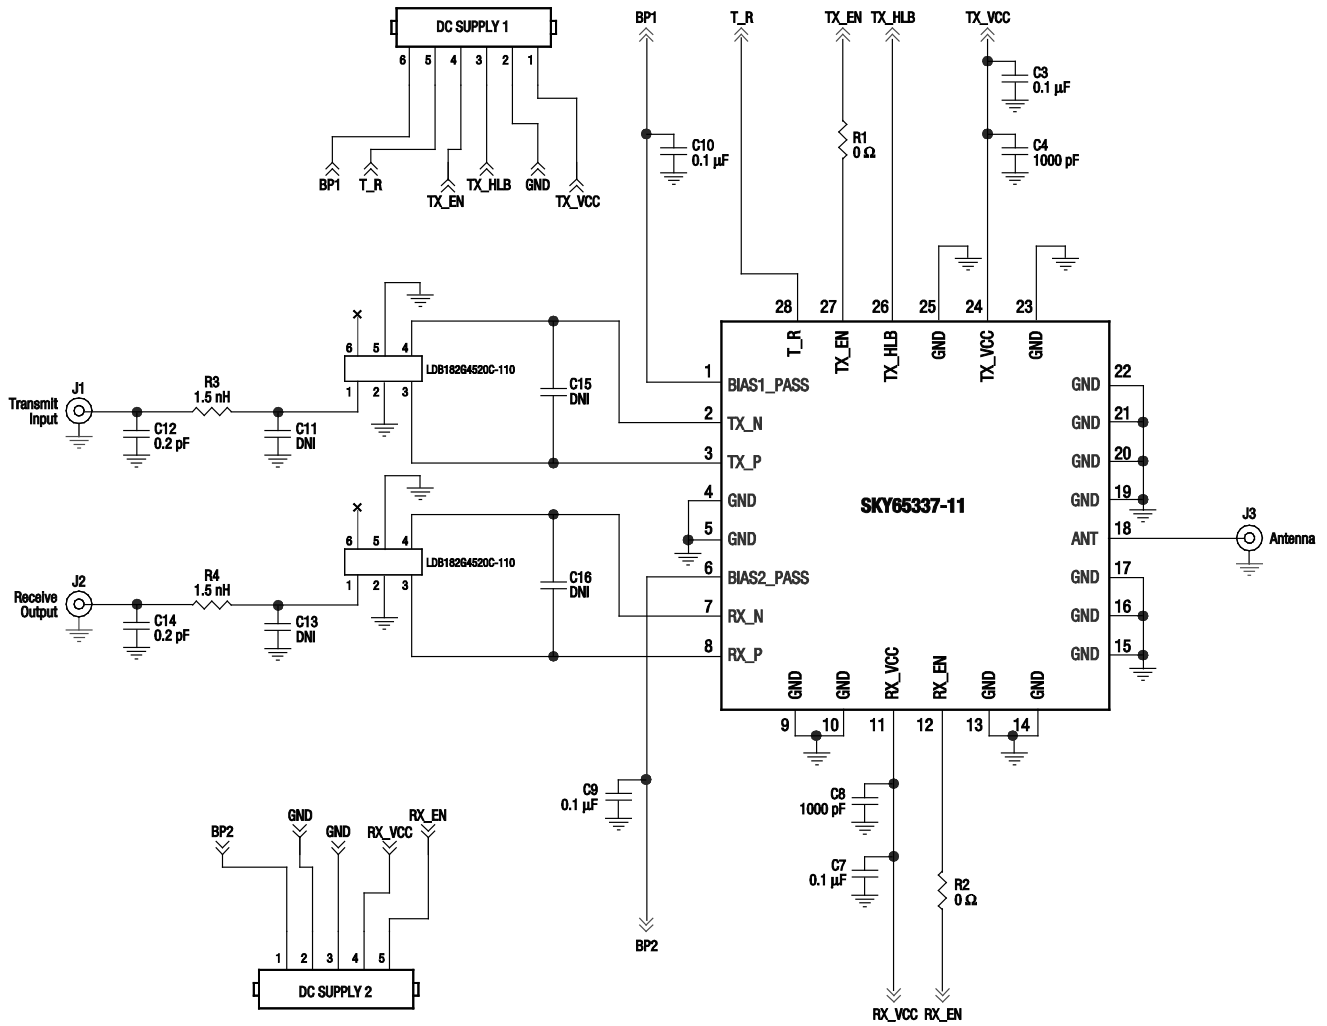 DC SUPPLY 1
6 5 4 3 2 1
BP1 T_R TX_EN TX_HLB GND TX_VCC
BP1 T_R TX_EN TX_HLB TX_VCC
C3
0.1 µF
C4
1000 pF
C10
0.1 µF
R1
0 Ω
28 27 26 25 24 23
T_R TX_EN TX_HLB GND TX_VCC GND
6 5 4
LDB182G4520C-110
1 2 3
J1
Transmit
Input
R3
1.5 nH
C12
0.2 pF
C11
DNI
C15
DNI
1 BIAS1_PASS
2 TX_N
3 TX_P
4 GND
5 GND
6 BIAS2_PASS
7 RX_N
8 RX_P
SKY65337-11
GND 22
GND 21
GND 20
GND 19
ANT 18
GND 17
GND 16
GND 15
J3
Antenna
6 5 4
LDB182G4520C-110
1 2 3
J2
Receive
Output
R4
1.5 nH
C14
0.2 pF
C13
DNI
C16
DNI
GND GND RX_VCC RX_EN GND GND
9 10 11 12 13 14
C9
0.1 µF
C8
1000 pF
C7
0.1 µF
R2
0 Ω
BP2
RX_VCC RX_EN
BP2 GND GND RX_VCC RX_EN
1 2 3 4 5
DC SUPPLY 2